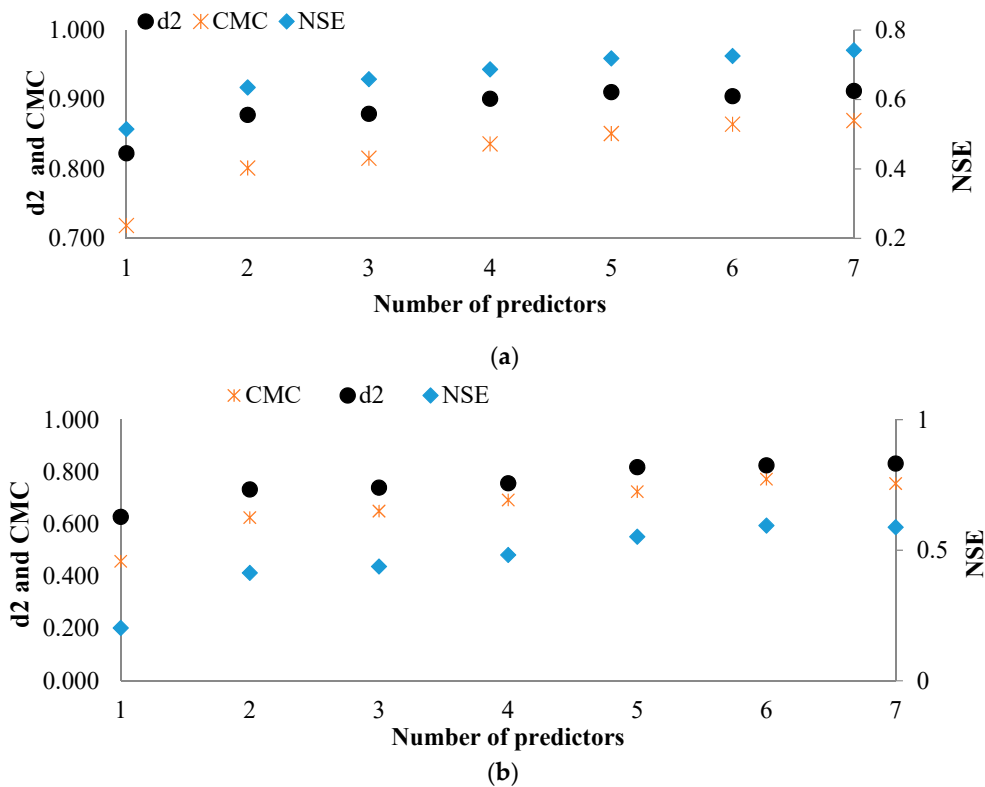 d2 CMC NSE
1.000 0.8
0.900 0.6
0.800 0.4
0.700 0.2
d2 and CMC
NSE
1 2 3 4 5 6 7
Number of predictors
(a)
CMC d2 NSE
1.000 1
0.800
0.600 0.5
0.400
0.200
0.000 0
d2 and CMC
NSE
1 2 3 4 5 6 7
Number of predictors
(b)